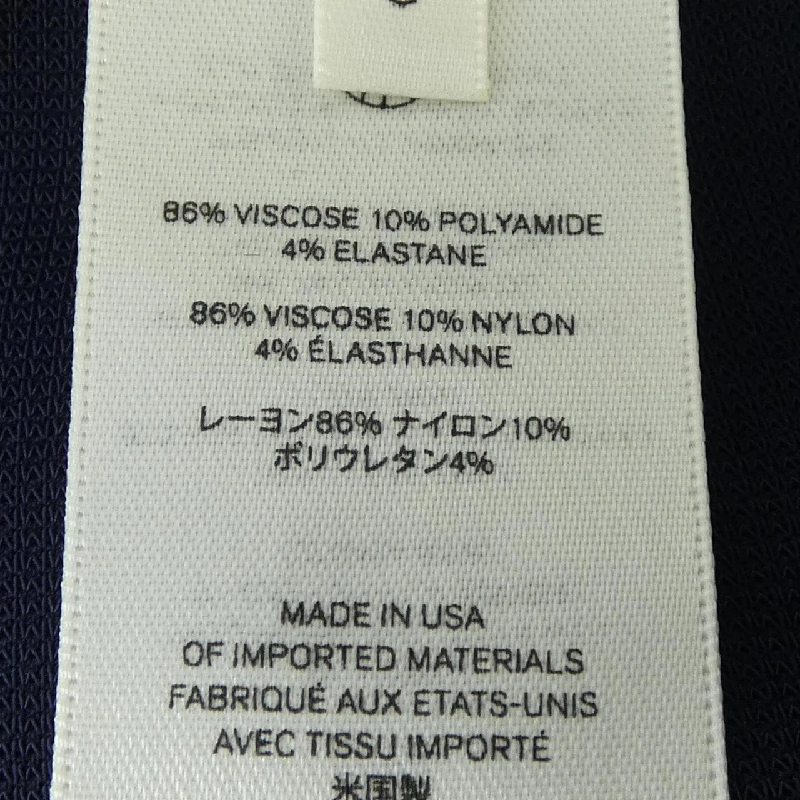 86% VISCOSE 10% POLYAMIDE
4% ELASTANE
86% VISCOSE 10% NYLON
4% ÉLASTHANNE
レーヨン86% ナイロン10%
ポリウレタン4%
MADE IN USA
OF IMPORTED MATERIALS
FABRIQUÉ AUX ETATS-UNIS
AVEC TISSU IMPORTÉ
米国製